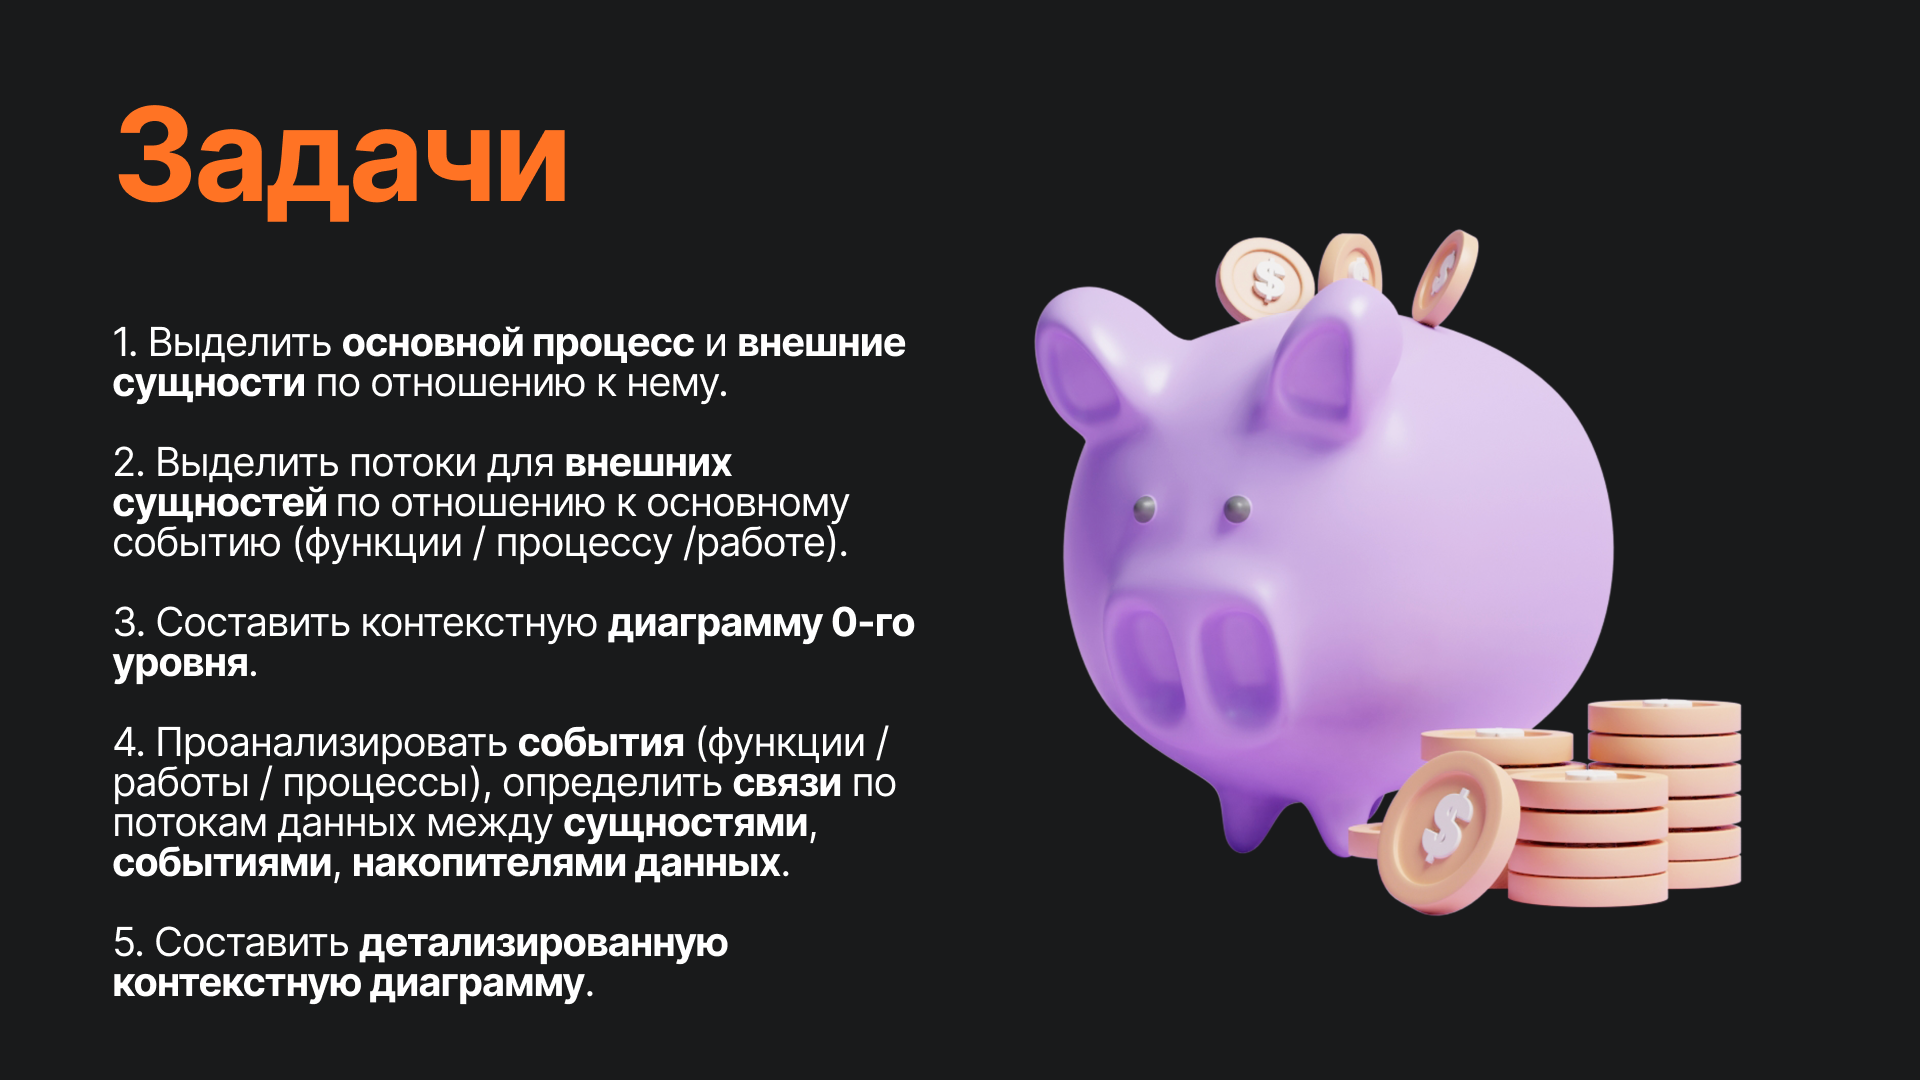 Задачи
1. Выделить основной процесс и внешние
сущности по отношению к нему.
2. Выделить потоки для внешних
сущностей по отношению к основному
событию (функции / процессу /работе).
3. Составить контекстную диаграмму 0-го
уровня.
4. Проанализировать события (функции /
работы / процессы), определить связи по
потокам данных между сущностями,
событиями, накопителями данных.
5. Составить детализированную
контекстную диаграмму.